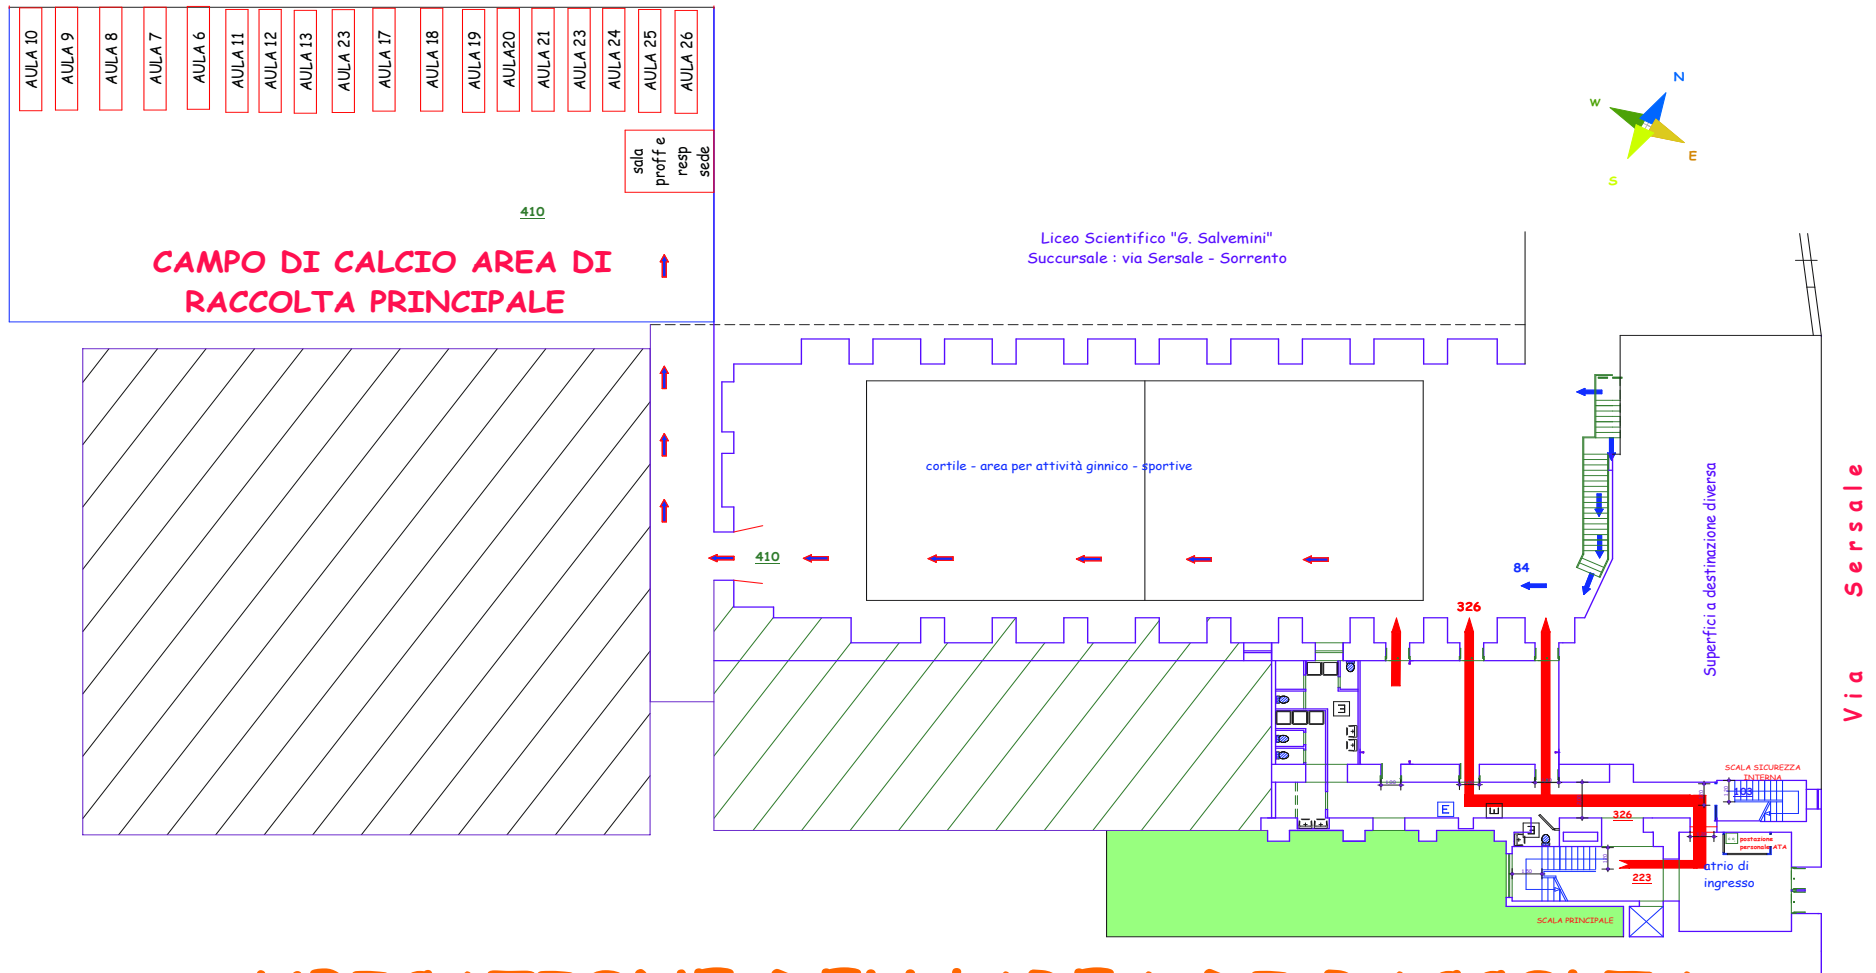 AULA 10
AULA 9
AULA 8
AULA 7
AULA 6
AULA 11
AULA 12
AULA 13
AULA 23
AULA 17
AULA 18
AULA 19
AULA20
AULA 21
AULA 23
AULA 24
AULA 25
AULA 26
sala
proff e
resp
sede
410
CAMPO DI CALCIO AREA DI
RACCOLTA PRINCIPALE
N
W
E
S
Liceo Scientifico "G. Salvemini"
Succursale : via Sersale - Sorrento
cortile - area per attività ginnico - sportive
410
84
326
Superfici a destinazione diversa
Via Sersale
SCALA SICUREZZA
INTERNA
103
326
E
E
E
E
postazione
personale ATA
atrio di
ingresso
223
SCALA PRINCIPALE